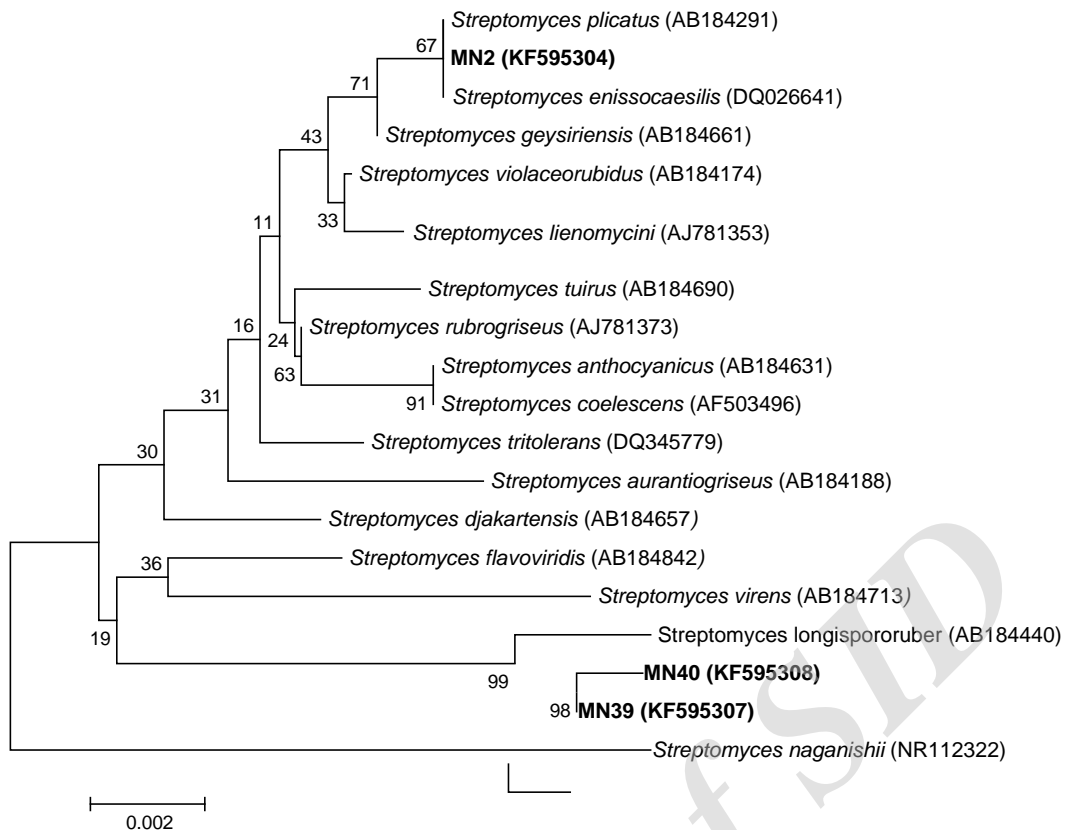 Streptomyces plicatus (AB184291)
67
MN2 (KF595304)
Streptomyces enissocaesilis (DQ026641)
71
Streptomyces geysiriensis (AB184661)
43
Streptomyces violaceorubidus (AB184174)
33
Streptomyces lienomycini (AJ781353)
11
Streptomyces tuirus (AB184690)
Streptomyces rubrogriseus (AJ781373)
24
16
Streptomyces anthocyanicus (AB184631)
63
91
Streptomyces coelescens (AF503496)
31
Streptomyces tritolerans (DQ345779)
30
Streptomyces aurantiogriseus (AB184188)
Streptomyces djakartensis (AB184657)
36
Streptomyces flavoviridis (AB184842)
Streptomyces virens (AB184713)
19
Streptomyces longispororuber (AB184440)
99
MN40 (KF595308)
98
MN39 (KF595307)
Streptomyces naganishii (NR112322)
0.002
f SID